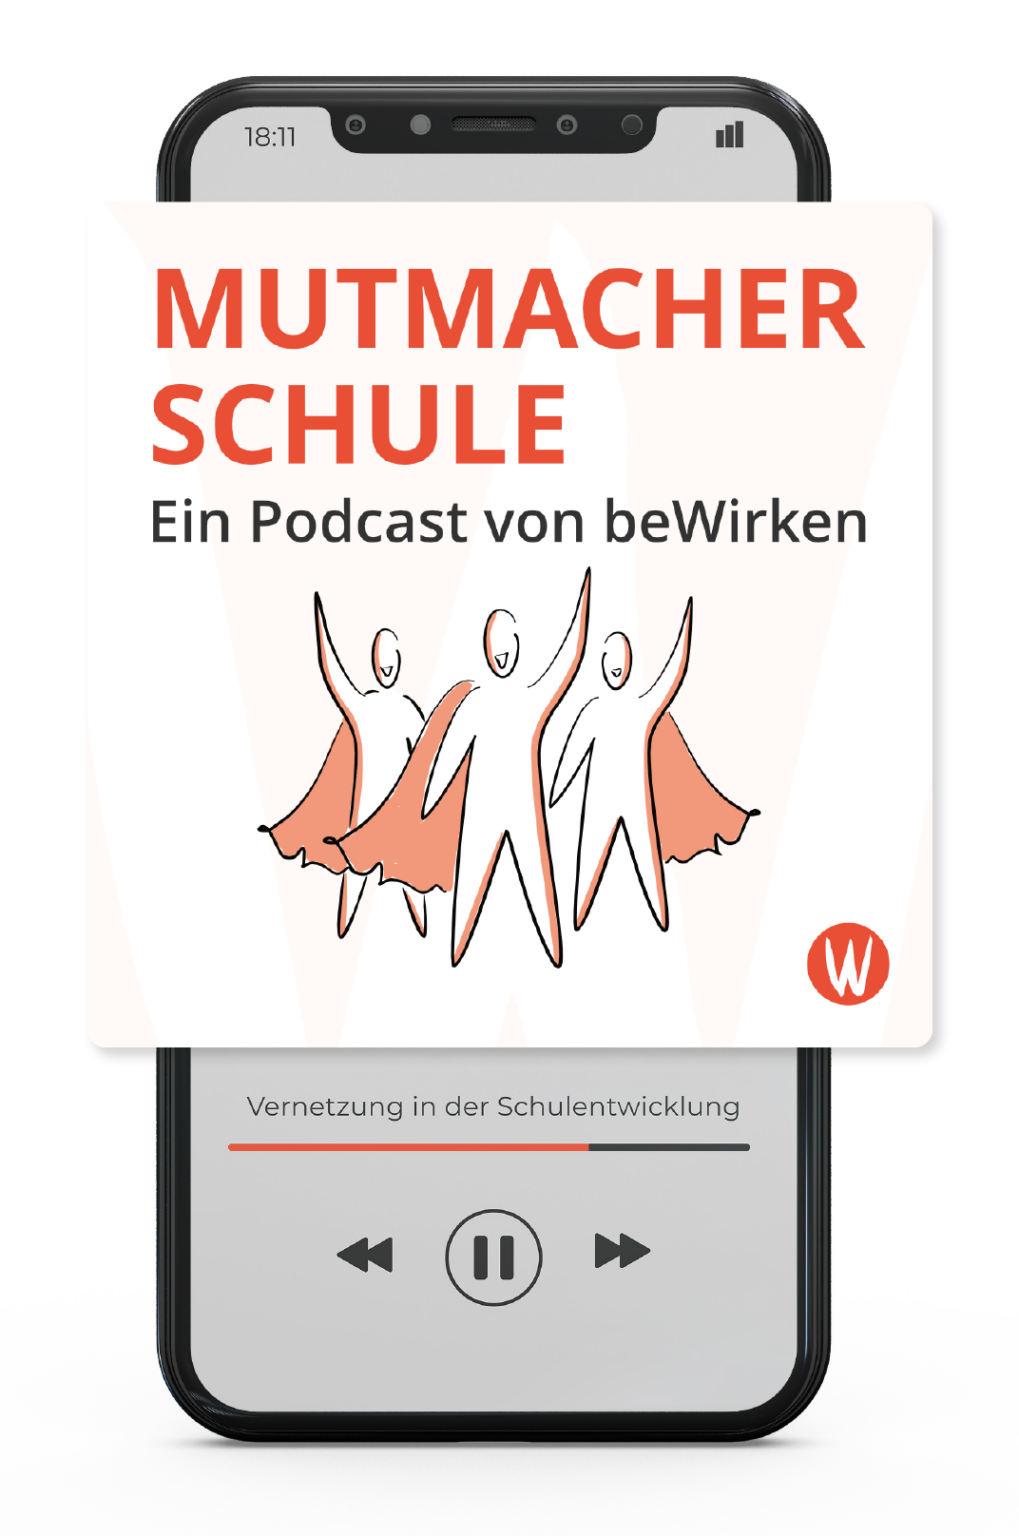 18:11
MUTMACHER
SCHULE
Ein Podcast von beWirken
W
Vernetzung in der Schulentwicklung